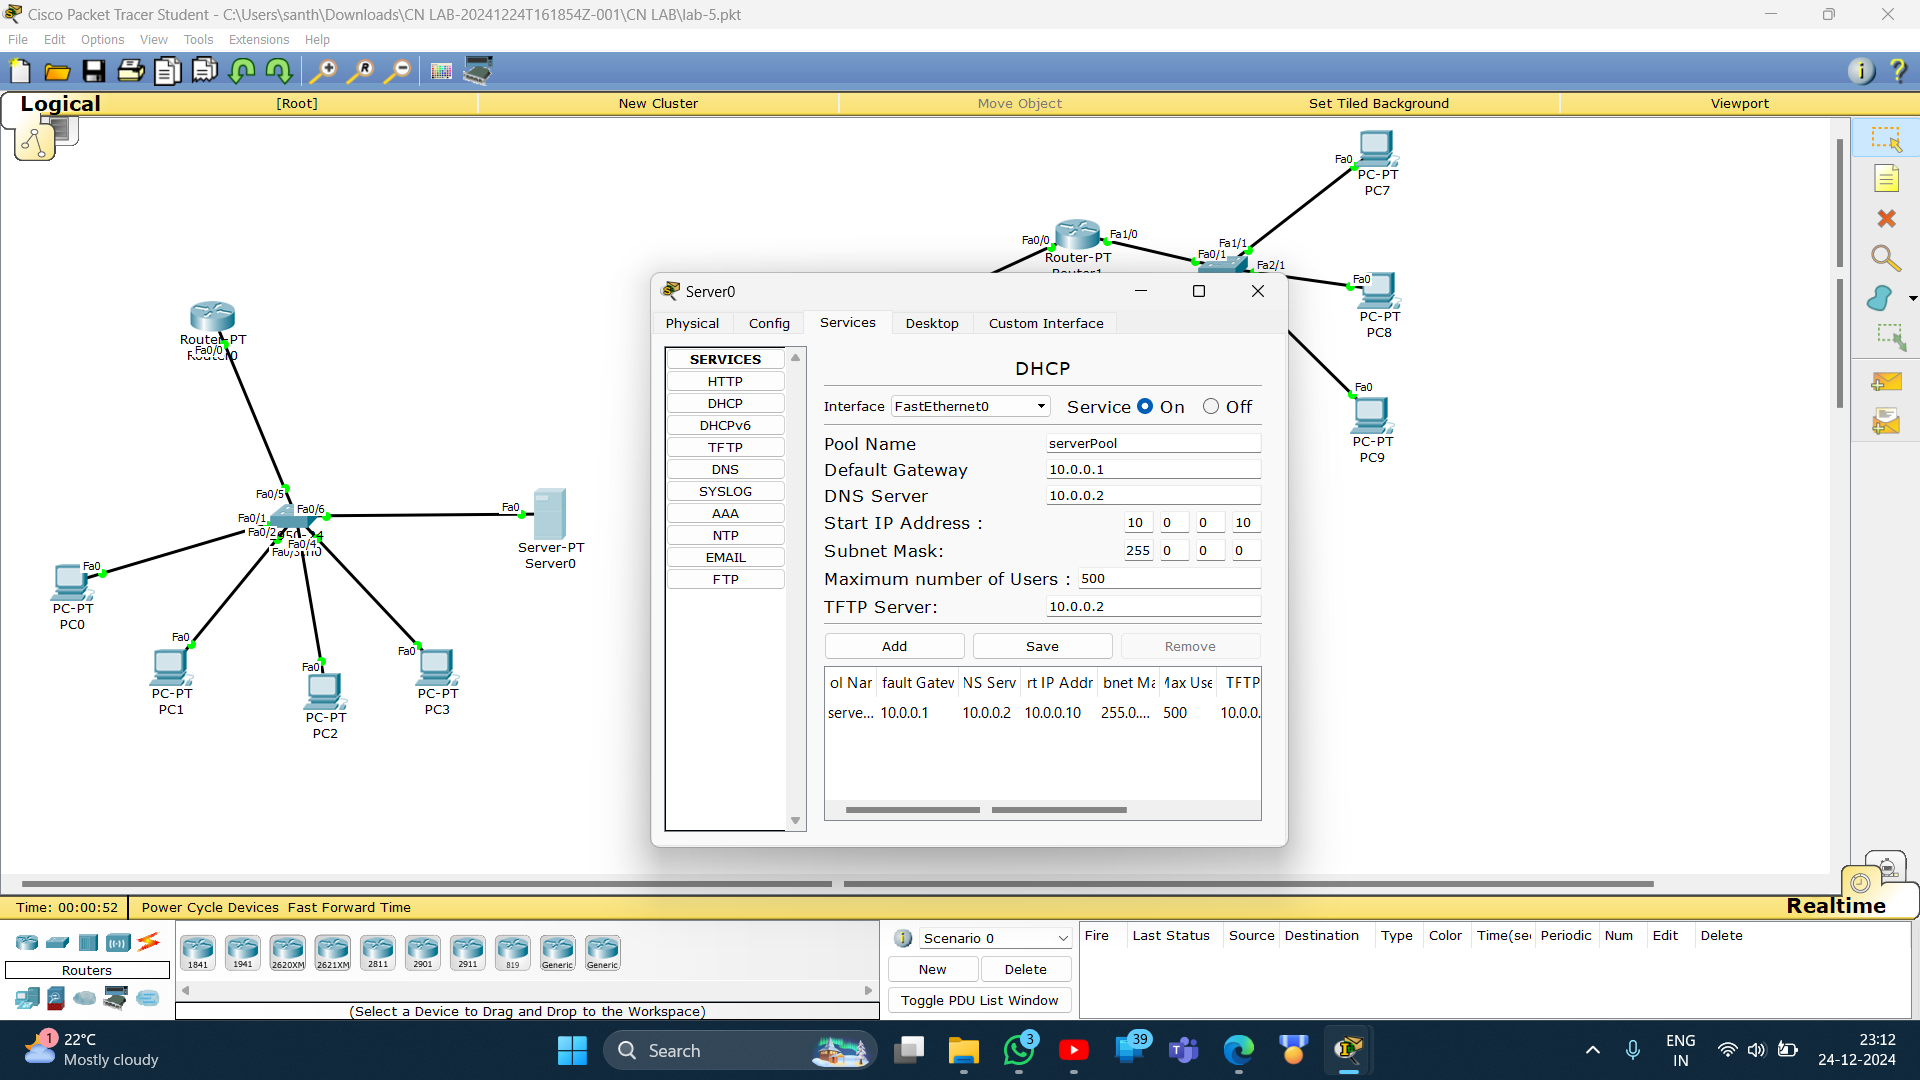 Cisco Packet Tracer Student - C:\Users\santh\Downloads\CN LAB-20241224T161854Z-001\CN LAB\lab-5.pkt
File Edit Options View Tools Extensions Help
Logical [Root] New Cluster Move Object Set Tiled Background Viewport
Fa0
PC-PT
PC7
Fa0/0 Fa1/0
Router-PT
Fa1/1
Fa0/1
Fa2/1
Fa0
PC-PT
PC8
Fa0
PC-PT
PC9
Router-PT
Fa0/0
Fa0/5
Fa0/6
Fa0/1
Fa0/2
Fa0/4
Fa0
Server-PT
Server0
Fa0
PC-PT
PC0
Fa0
PC-PT
PC1
Fa0
PC-PT
PC2
Fa0
PC-PT
PC3
Server0
Physical Config Services Desktop Custom Interface
SERVICES
HTTP
DHCP
DHCPv6
TFTP
DNS
SYSLOG
AAA
NTP
EMAIL
FTP
DHCP
Interface FastEthernet0 Service On Off
Pool Name serverPool
Default Gateway 10.0.0.1
DNS Server 10.0.0.2
Start IP Address : 10 0 0 10
Subnet Mask: 255 0 0 0
Maximum number of Users : 500
TFTP Server: 10.0.0.2
Add Save Remove
ol Nar fault Gatew NS Serv rt IP Addr bnet Ma Max Use TFTP
serve... 10.0.0.1 10.0.0.2 10.0.0.10 255.0.... 500 10.0.0.
Time: 00:00:52 Power Cycle Devices Fast Forward Time
Realtime
Routers
1841 1941 2620XM 2621XM 2811 2901 2911 819 Generic Generic
(Select a Device to Drag and Drop to the Workspace)
Scenario 0
New Delete
Toggle PDU List Window
Fire Last Status Source Destination Type Color Time(sec Periodic Num Edit Delete
1
22°C
Mostly cloudy
Search
3
39
ENG
IN
23:12
24-12-2024